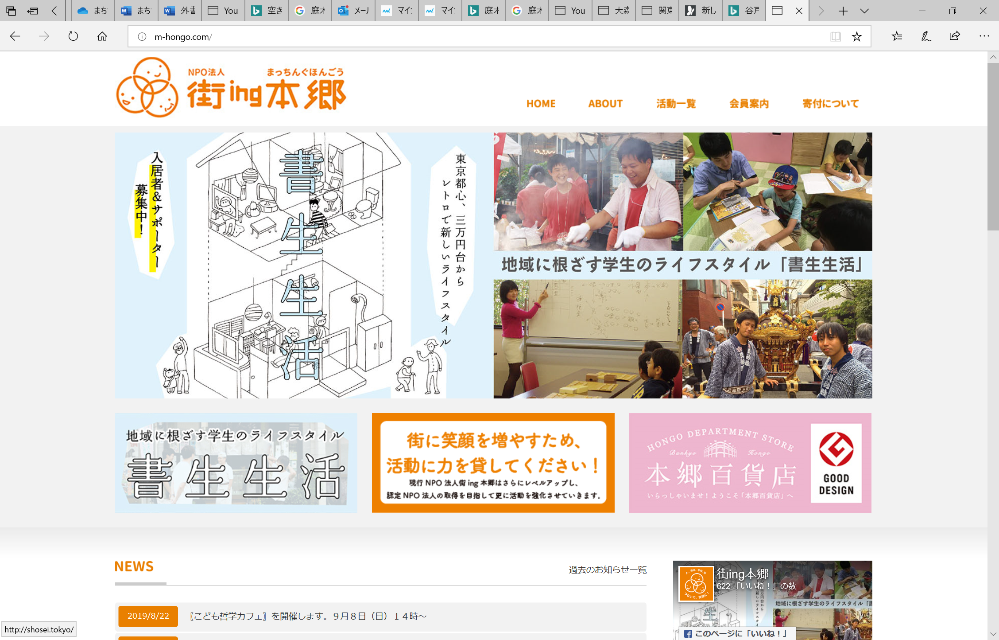 まち
まち
外書
You
空き
庭オ
メール
マイ
マイ
庭オ
庭オ
You
大森
関東
新し
谷戸
m-hongo.com/
NPO法人
まっちんぐほんごう
街ing本郷
HOME
ABOUT
活動一覧
会員案内
寄付について
東京都心、三万円台から
レトロで新しいライフスタイル
書生生活
入居者&サポーター
募集中!
地域に根ざす学生のライフスタイル「書生生活」
地域に根ざす学生のライフスタイル
書生生活
街に笑顔を増やすため、
活動に力を貸してください!
現行NPO法人街ing本郷はさらにレベルアップし、
認定NPO法人の取得を目指して更に活動を強化させていきます。
HONGO DEPARTMENT STORE
Bunkyo Hongo
本郷百貨店
いらっしゃいませ!ようこそ「本郷百貨店」へ
GOOD
DESIGN
NEWS
過去のお知らせ一覧
2019/8/22
〖こども哲学カフェ〗を開催します。9月8日(日)14時~
街ing本郷
622「いいね!」の数
地域に根ざす学生のライフスタイル「
このページに「いいね!」
http://shosei.tokyo/